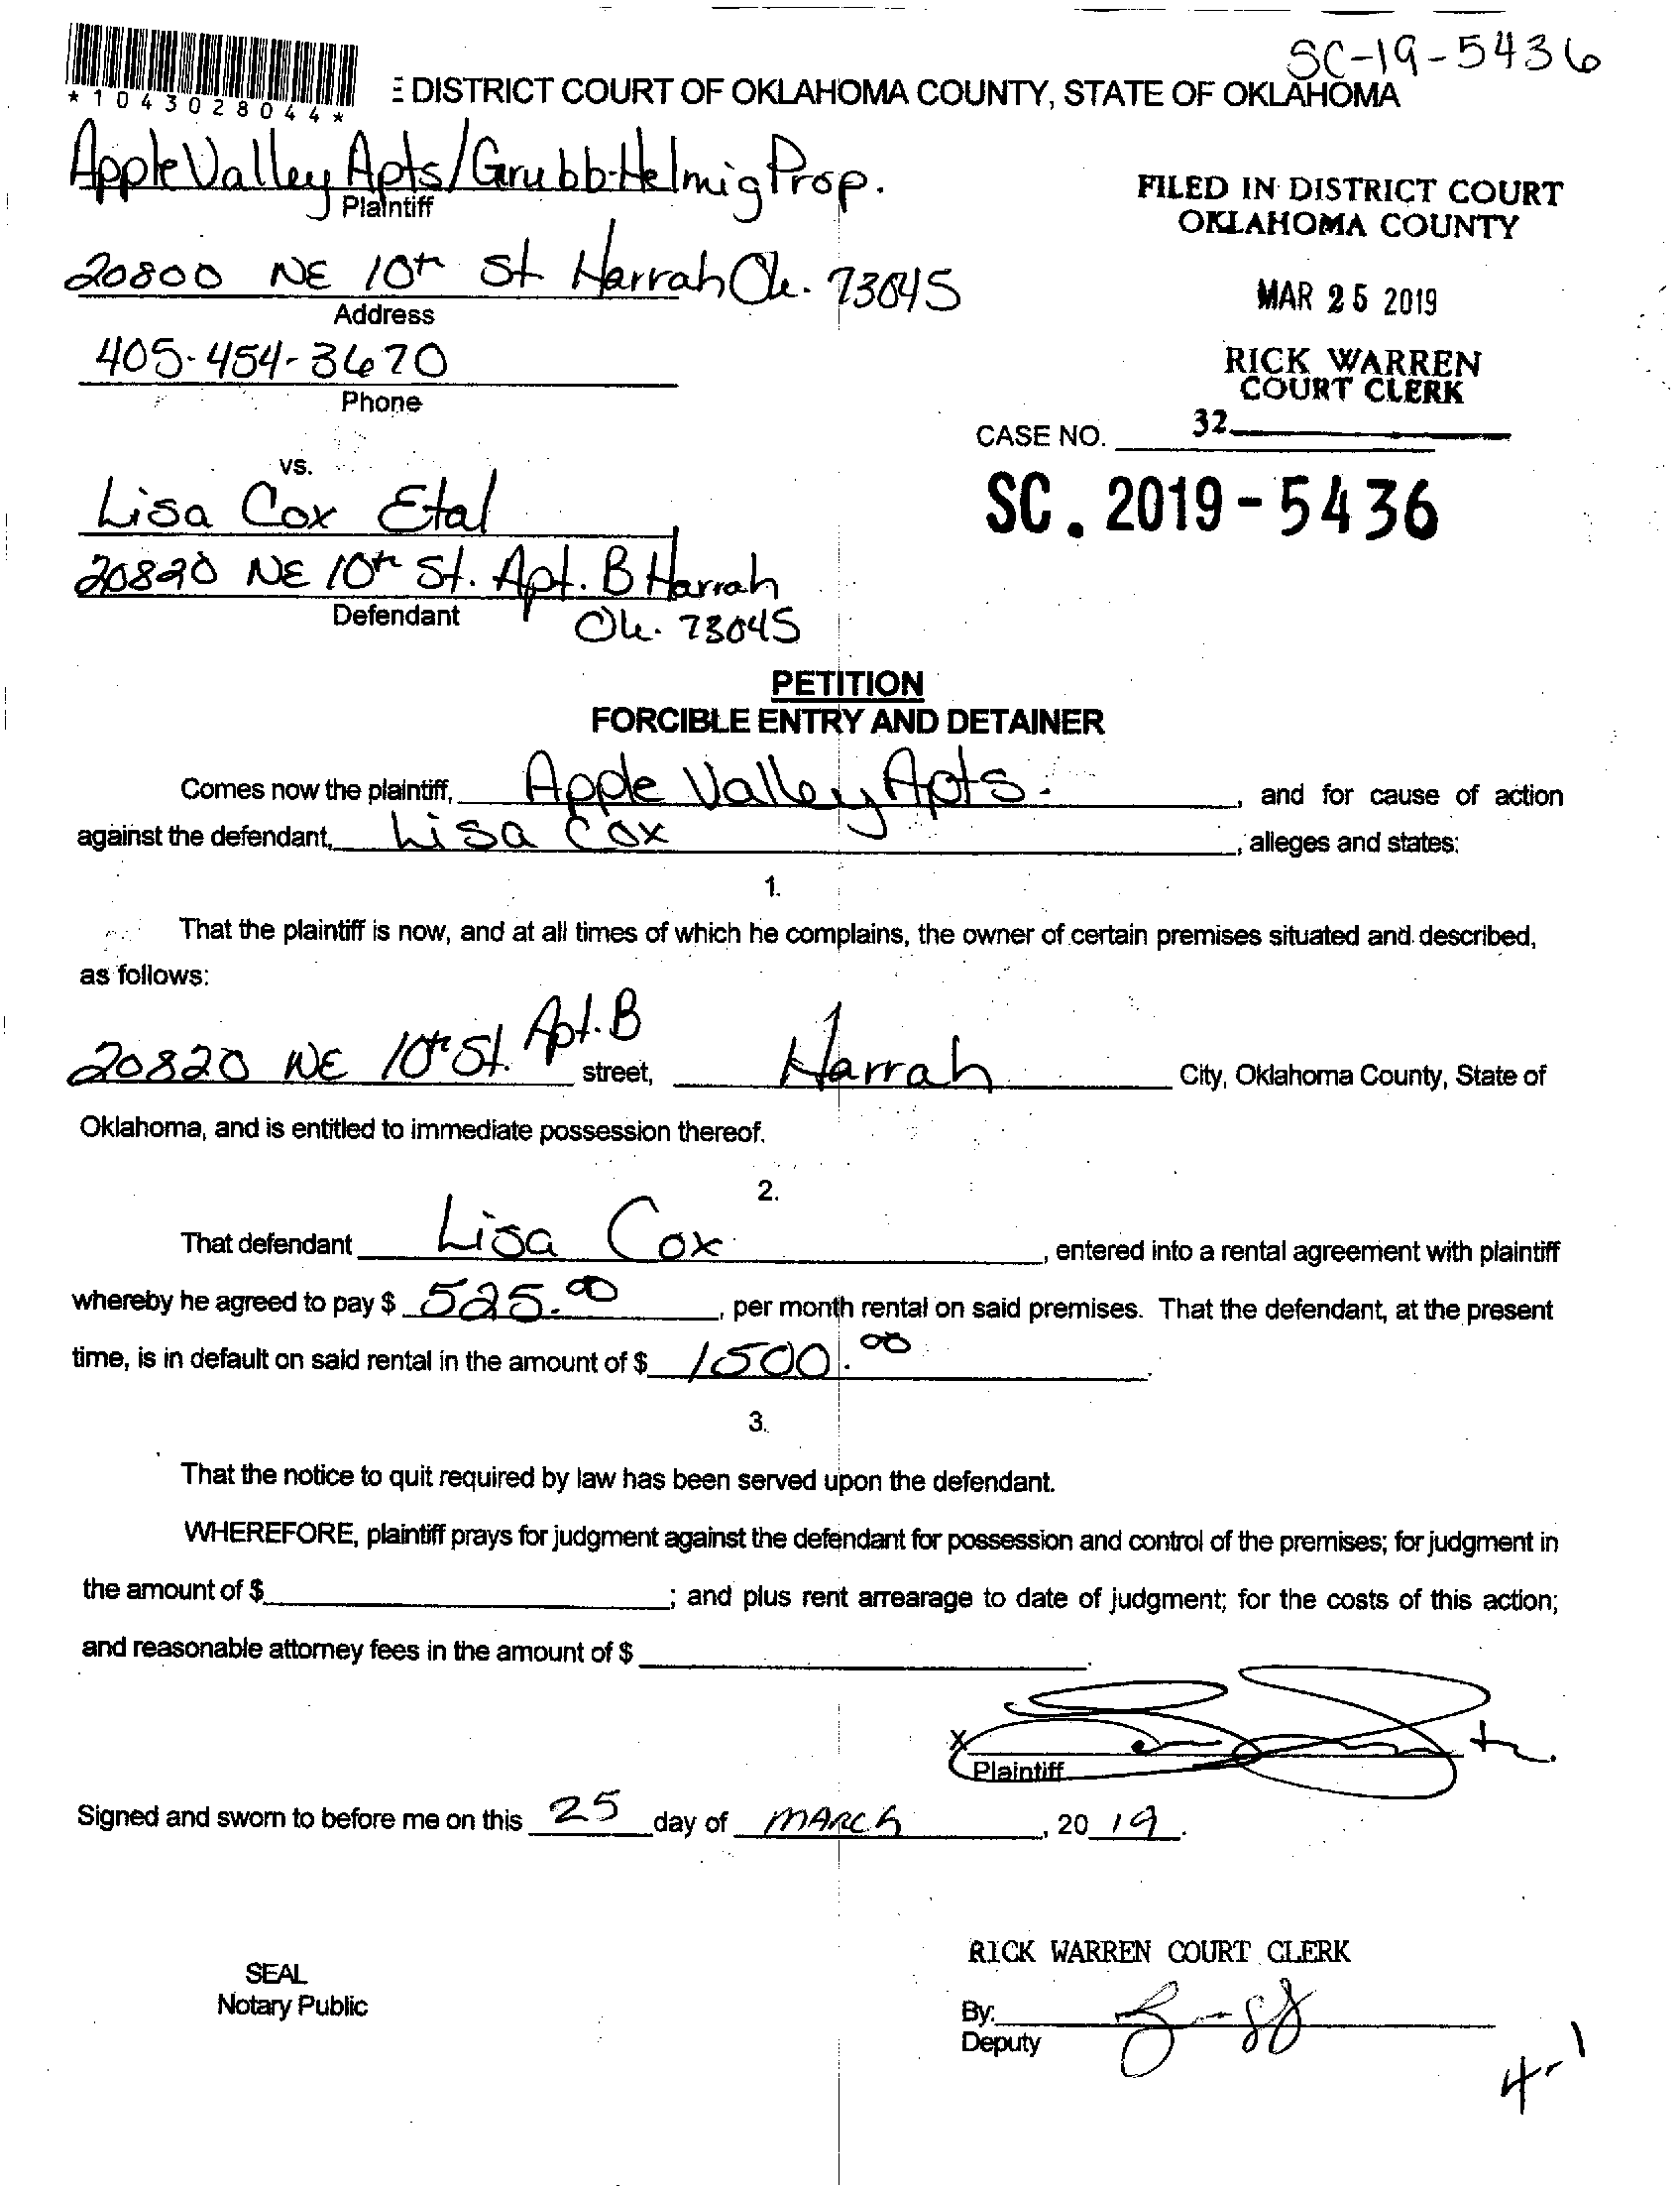 SC-19-5436
*1043028044*
E DISTRICT COURT OF OKLAHOMA COUNTY, STATE OF OKLAHOMA
Apple Valley Apts/Grubb-Helmig Prop.
Plaintiff
FILED IN DISTRICT COURT
OKLAHOMA COUNTY
20800 NE 10th St Harrah Ok. 73045
Address
MAR 25 2019
405-454-3670
Phone
RICK WARREN
COURT CLERK
32
CASE NO.
vs.
SC. 2019-5436
Lisa Cox Etal
20820 NE 10th St. Apt. B Harrah
Defendant
Ok. 73045
PETITION
FORCIBLE ENTRY AND DETAINER
Comes now the plaintiff, Apple Valley Apts. , and for cause of action
against the defendant, Lisa Cox , alleges and states:
1.
That the plaintiff is now, and at all times of which he complains, the owner of certain premises situated and described,
as follows:
20820 NE 10th St. Apt. B street, Harrah City, Oklahoma County, State of
Oklahoma, and is entitled to immediate possession thereof.
2.
That defendant Lisa Cox , entered into a rental agreement with plaintiff
whereby he agreed to pay $ 525.00 , per month rental on said premises. That the defendant, at the present
time, is in default on said rental in the amount of $ 1500.00 .
3.
That the notice to quit required by law has been served upon the defendant.
WHEREFORE, plaintiff prays for judgment against the defendant for possession and control of the premises; for judgment in
the amount of $ ; and plus rent arrearage to date of judgment; for the costs of this action;
and reasonable attorney fees in the amount of $ .
X
Plaintiff
Signed and sworn to before me on this 25 day of MARCh , 20 19 .
RICK WARREN COURT CLERK
SEAL
Notary Public
By:
Deputy
4-1